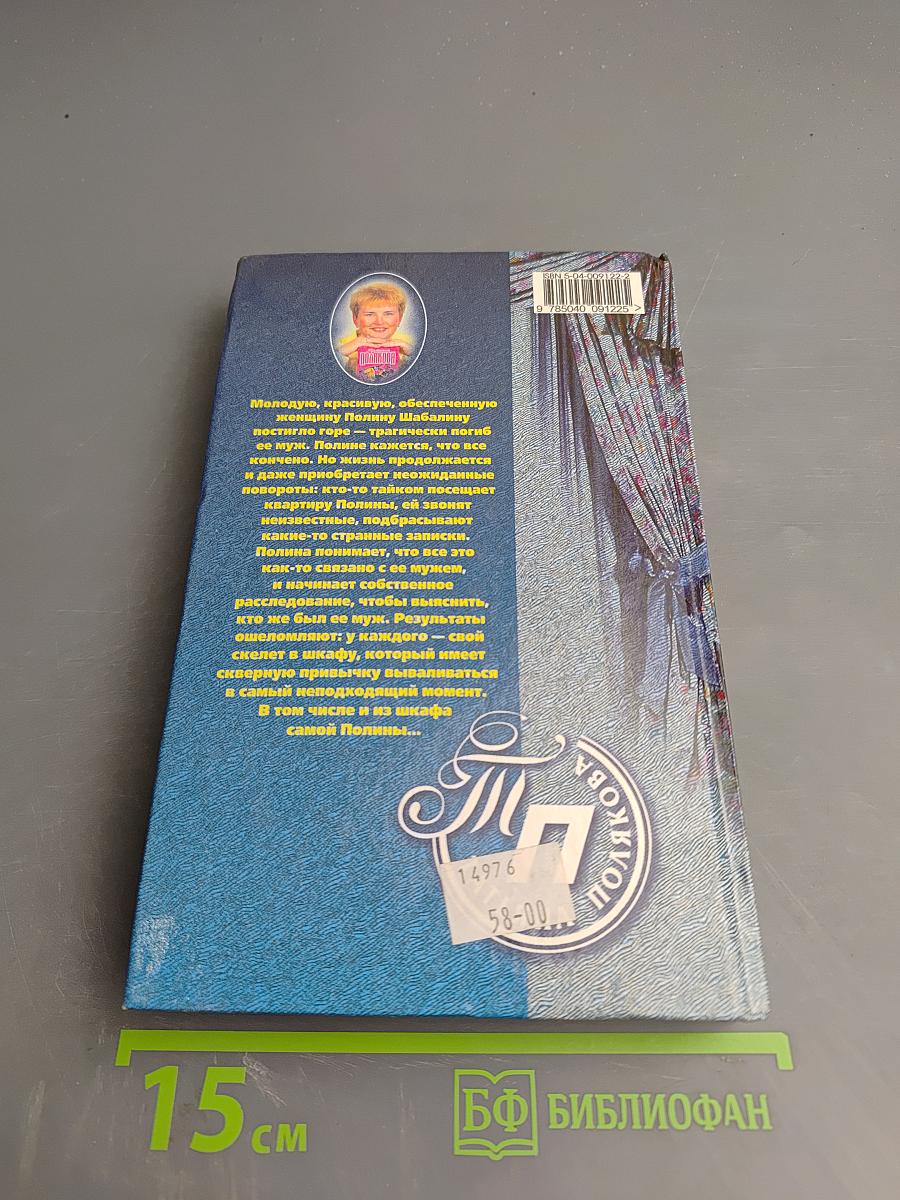 ISBN 5-04-009122-2
9 785040 091225 >
Полякова
Молодую, красивую, обеспеченную
женщину Полину Шабалину
постигло горе — трагически погиб
ее муж. Полине кажется, что все
кончено. Но жизнь продолжается
и даже приобретает неожиданные
повороты: кто-то тайком посещает
квартиру Полины, ей звонят
неизвестные, подбрасывают
какие-то странные записки.
Полина понимает, что все это
как-то связано с ее мужем,
и начинает собственное
расследование, чтобы выяснить,
кто же был ее муж. Результаты
ошеломляют: у каждого — свой
скелет в шкафу, который имеет
скверную привычку вываливаться
в самый неподходящий момент.
В том числе и из шкафа
самой Полины...
ТП
ПОЛЯКОВА
14976
58-00
15 см
БФ БИБЛИОФАН